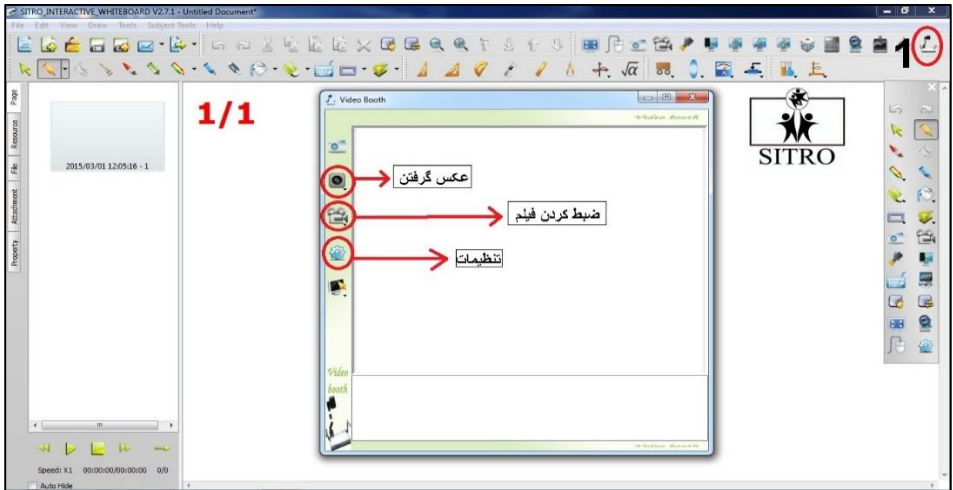 SITRO_INTERACTIVE_WHITEBOARD V2.7.1 - Untitled Document*
File Edit View Draw Tools Subject Tools Help
1
Page
Resource
File
Attachment
Property
2015/03/01 12:05:16 - 1
1/1
Video Booth
Video Booth
عکس گرفتن
ضبط کردن فیلم
تنظیمات
Video
booth
Video Booth
SITRO
Speed: X1 00:00:00/00:00:00 0/0
Auto Hide